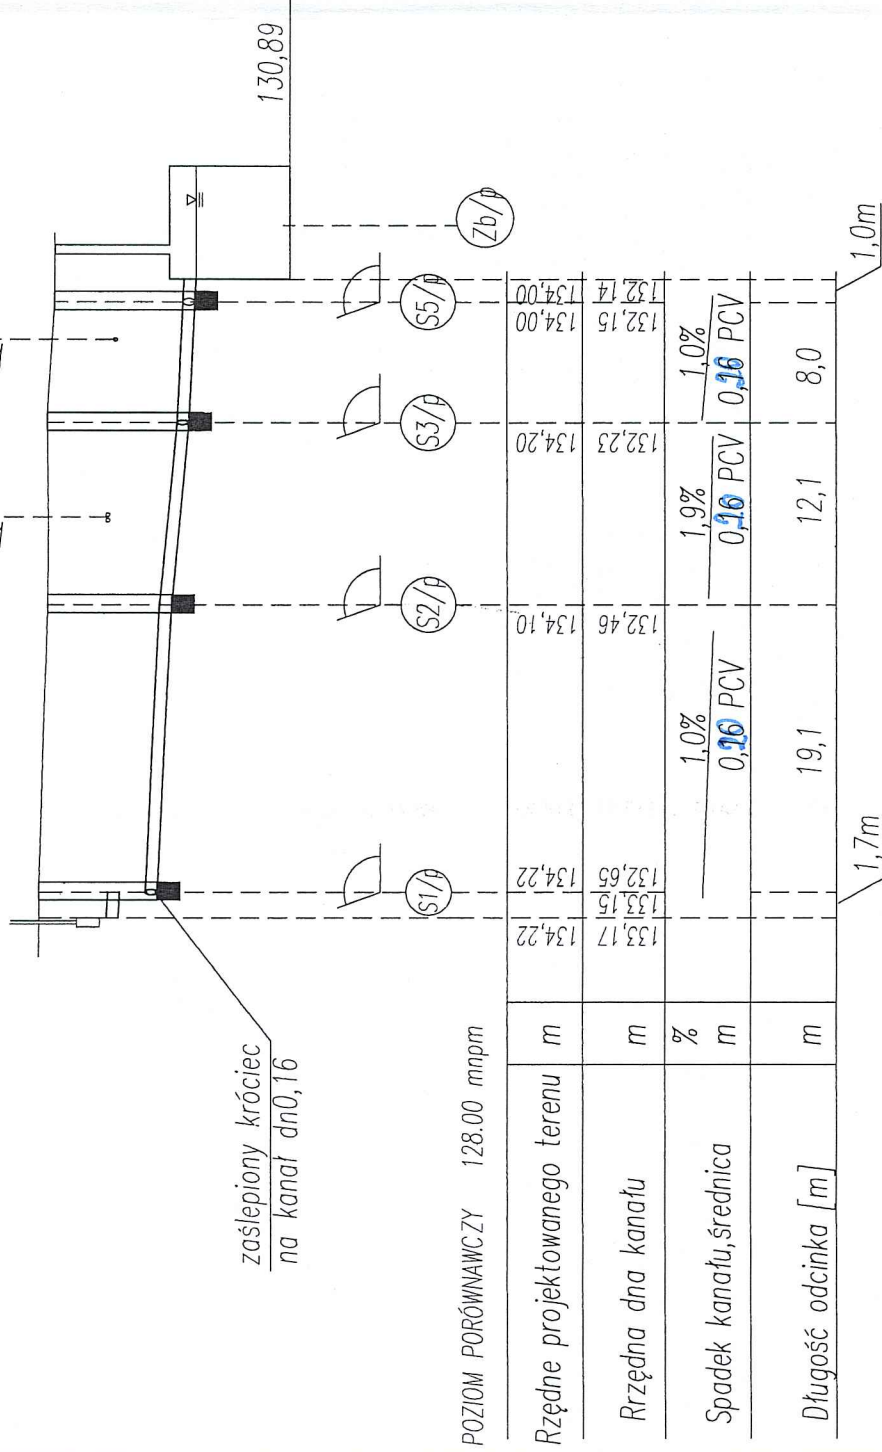 130,89
zaślepiony króciec
na kanał dn0,16
Zb/p
S1/p
S2/p
S3/p
S5/p
POZIOM PORÓWNAWCZY 128.00 mnpm
Rzędne projektowanego terenu m 134,22 134,22 134,10 134,20 134,00 134,00
Rrzędna dna kanału m 133,17 133,15 132,65 132,46 132,23 132,15 132,14
Spadek kanału,średnica % 1,0% 1,9% 1,0%
m 0,20 PCV 0,20 PCV 0,20 PCV
Długość odcinka [m] m 19,1 12,1 8,0
1,7m 1,0m